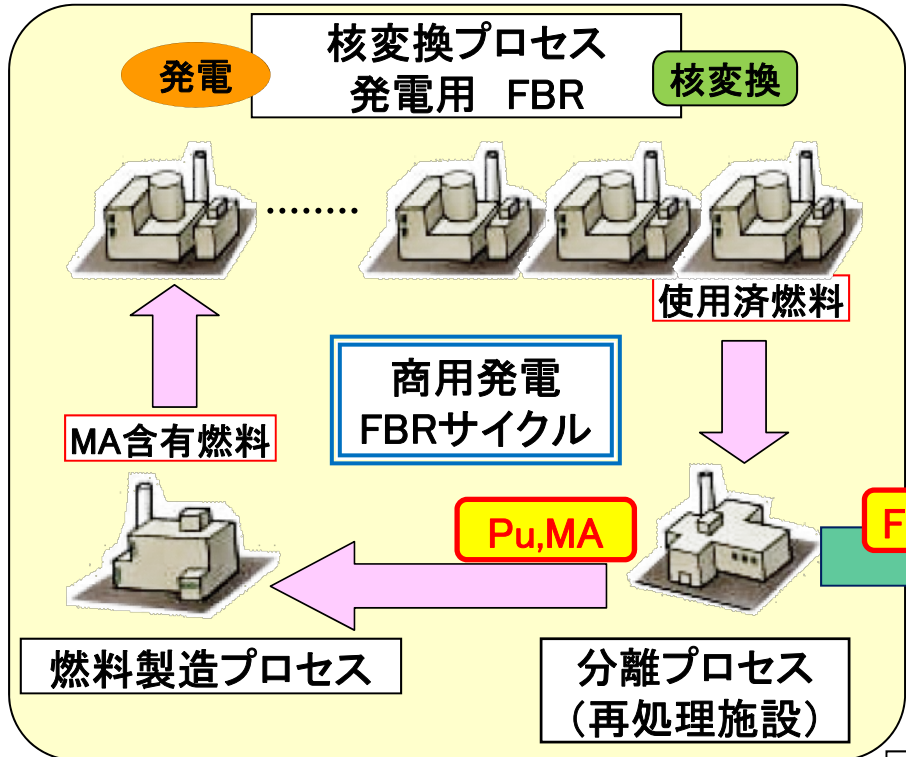 核変換プロセス
発電用 FBR
発電
核変換
........
使用済燃料
商用発電
FBRサイクル
MA含有燃料
Pu,MA
F
燃料製造プロセス
分離プロセス
（再処理施設）